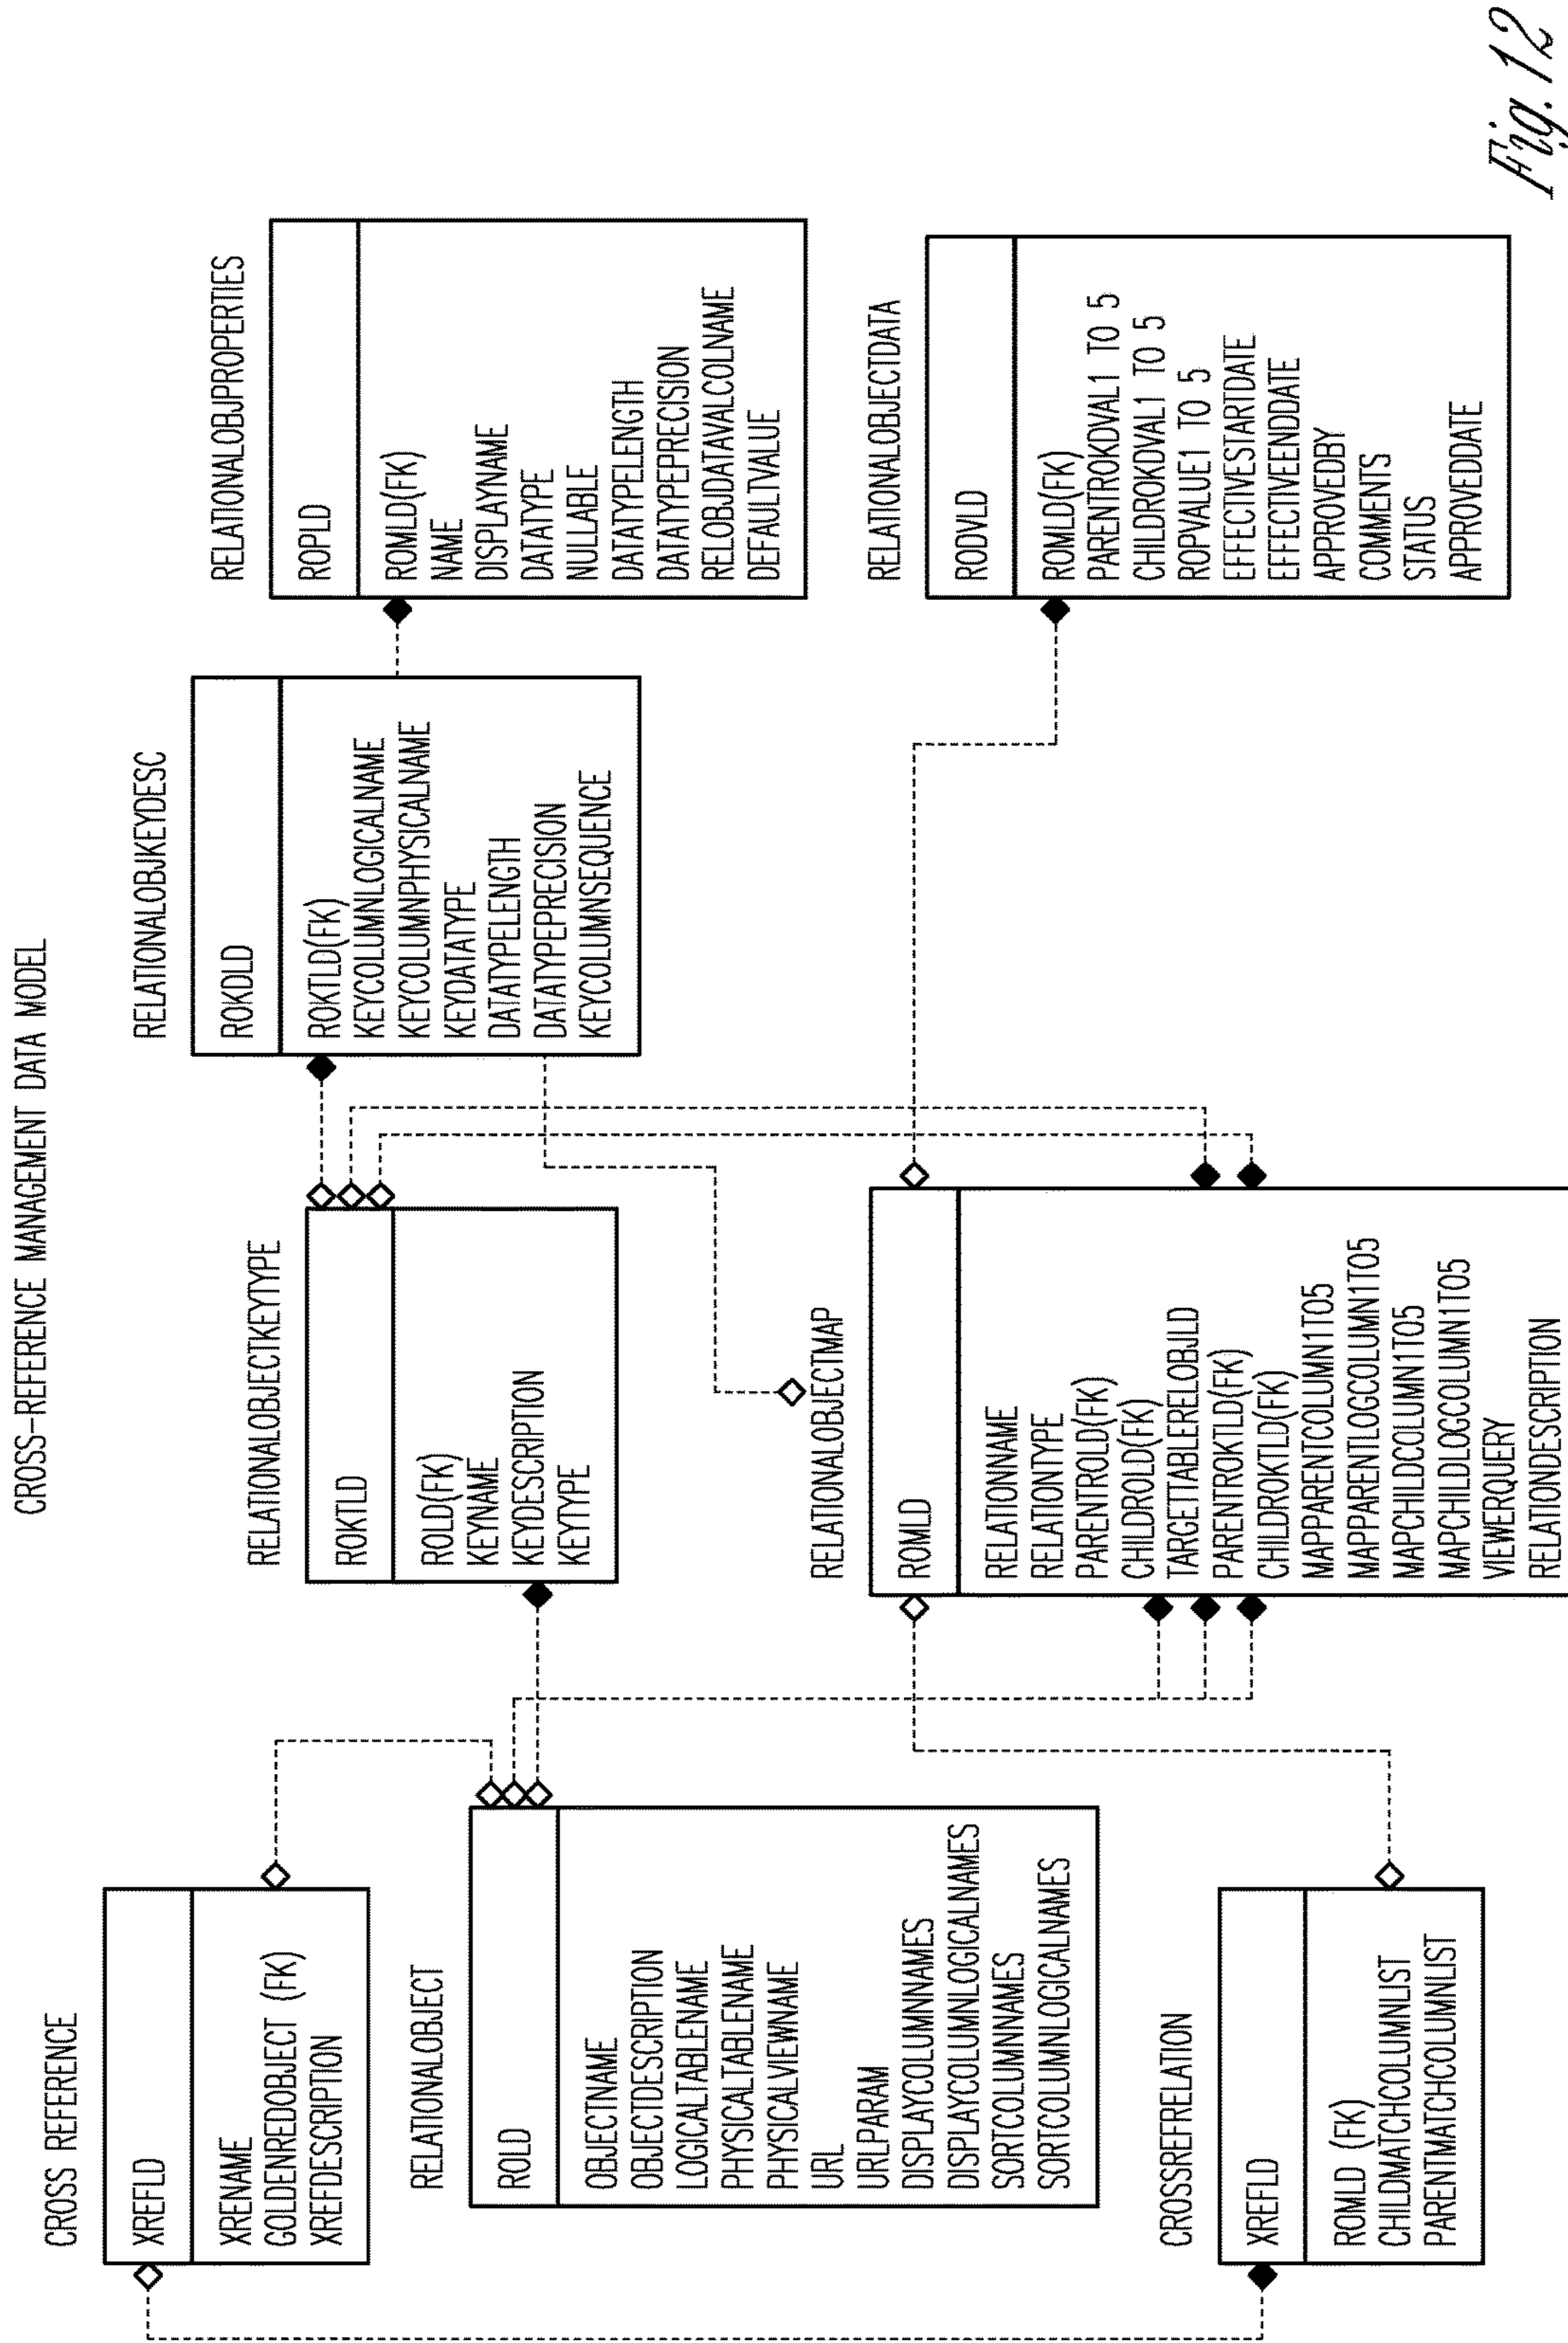 CROSS-REFERENCE MANAGEMENT DATA MODEL
CROSS REFERENCE
XREFLD
XRENAME
GOLDENREDOBJECT (FK)
XREFDESCRIPTION
RELATIONALOBJECT
ROLD
OBJECTNAME
OBJECTDESCRIPTION
LOGICALTABLENAME
PHYSICALTABLENAME
PHYSICALVIEWNAME
URL
URLPARAM
DISPLAYCOLUMNNAMES
DISPLAYCOLUMNLOGICALNAMES
SORTCOLUMNNAMES
SORTCOLUMNLOGICALNAMES
CROSSREFRELATION
XREFLD
ROMLD (FK)
CHILDMATCHCOLUMNLIST
PARENTMATCHCOLUMNLIST
RELATIONALOBJECTKEYTYPE
ROKTLD
ROLD(FK)
KEYNAME
KEYDESCRIPTION
KEYTYPE
RELATIONALOBJECTMAP
ROMLD
RELATIONNAME
RELATIONTYPE
PARENTROLD(FK)
CHILDROLD(FK)
TARGETTABLERELOBJLD
PARENTROKTLD(FK)
CHILDROKTLD(FK)
MAPPARENTCOLUMN1TO5
MAPPARENTLOGCOLUMN1TO5
MAPCHILDCOLUMN1TO5
MAPCHILDLOGCOLUMN1TO5
VIEWERQUERY
RELATIONDESCRIPTION
RELATIONALOBJKEYDESC
ROKDLD
ROKTLD(FK)
KEYCOLUMNLOGICALNAME
KEYCOLUMNPHYSICALNAME
KEYDATATYPE
DATATYPELENGTH
DATATYPEPRECISION
KEYCOLUMNSEQUENCE
RELATIONALOBJPROPERTIES
ROPLD
ROMLD(FK)
NAME
DISPLAYNAME
DATATYPE
NULLABLE
DATATYPELENGTH
DATATYPEPRECISION
RELOBJDATAVALCOLNAME
DEFAULTVALUE
RELATIONALOBJECTDATA
RODVLD
ROMLD(FK)
PARENTROKDVAL1 TO 5
CHILDROKDVAL1 TO 5
ROPVALUE1 TO 5
EFFECTIVESTARTDATE
EFFECTIVEENDDATE
APPROVEDBY
COMMENTS
STATUS
APPROVEDDATE
Fig. 12